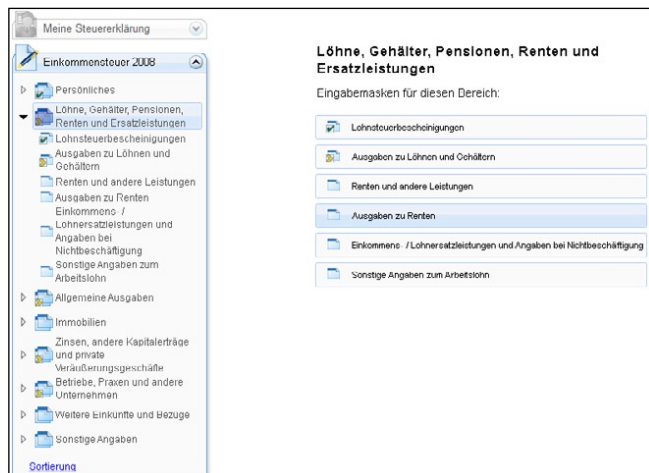 Meine Steuererklärung
Einkommensteuer 2008
Persönliches
Löhne, Gehälter, Pensionen,
Renten und Ersatzleistungen
Lohnsteuerbescheinigungen
Ausgaben zu Löhnen und
Gehältern
Renten und andere Leistungen
Ausgaben zu Renten
Einkommens- /
Lohnersatzleistungen und
Angaben bei
Nichtbeschäftigung
Sonstige Angaben zum
Arbeitslohn
Allgemeine Ausgaben
Immobilien
Zinsen, andere Kapitalerträge
und private
Veräußerungsgeschäfte
Betriebe, Praxen und andere
Unternehmen
Weitere Einkünfte und Bezüge
Sonstige Angaben
Sortierung
Löhne, Gehälter, Pensionen, Renten und
Ersatzleistungen
Eingabemasken für diesen Bereich:
Lohnsteuerbescheinigungen
Ausgaben zu Löhnen und Gehältern
Renten und andere Leistungen
Ausgaben zu Renten
Einkommens- / Lohnersatzleistungen und Angaben bei Nichtbeschäftigung
Sonstige Angaben zum Arbeitslohn